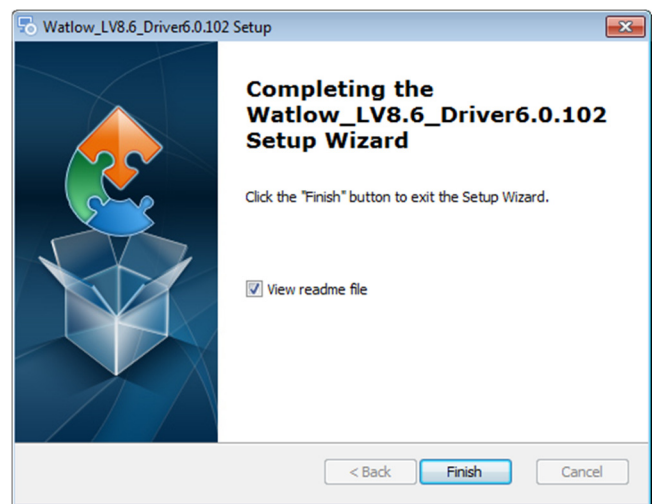 Watlow_LV8.6_Driver6.0.102 Setup
Completing the
Watlow_LV8.6_Driver6.0.102
Setup Wizard
Click the "Finish" button to exit the Setup Wizard.
View readme file
< Back
Finish
Cancel